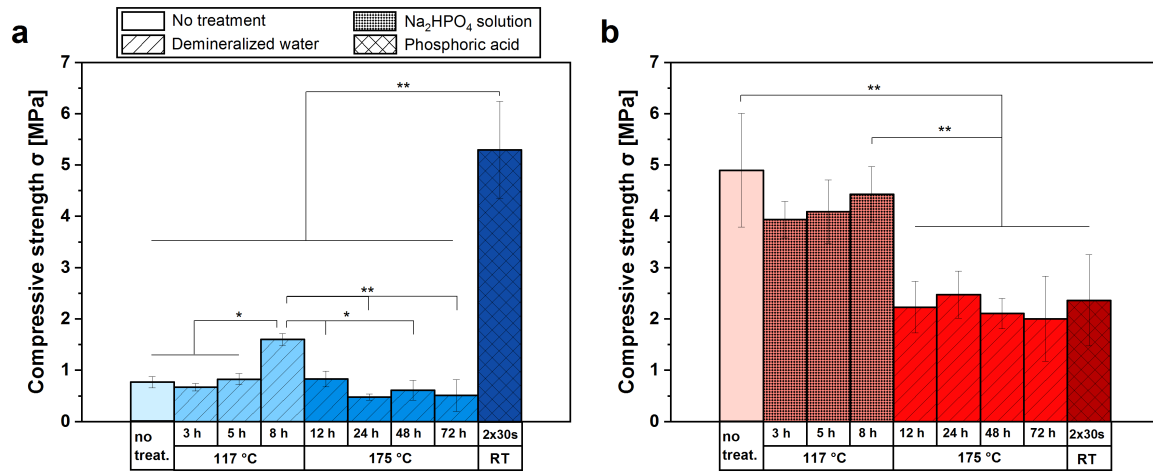 a
No treatment
Demineralized water
Na₂HPO₄ solution
Phosphoric acid
Compressive strength σ [MPa]
7
6
5
4
3
2
1
0
**
**
*
*
no treat.
3 h
5 h
8 h
12 h
24 h
48 h
72 h
2x30s
117 °C
175 °C
RT
b
Compressive strength σ [MPa]
7
6
5
4
3
2
1
0
**
**
no treat.
3 h
5 h
8 h
12 h
24 h
48 h
72 h
2x30s
117 °C
175 °C
RT